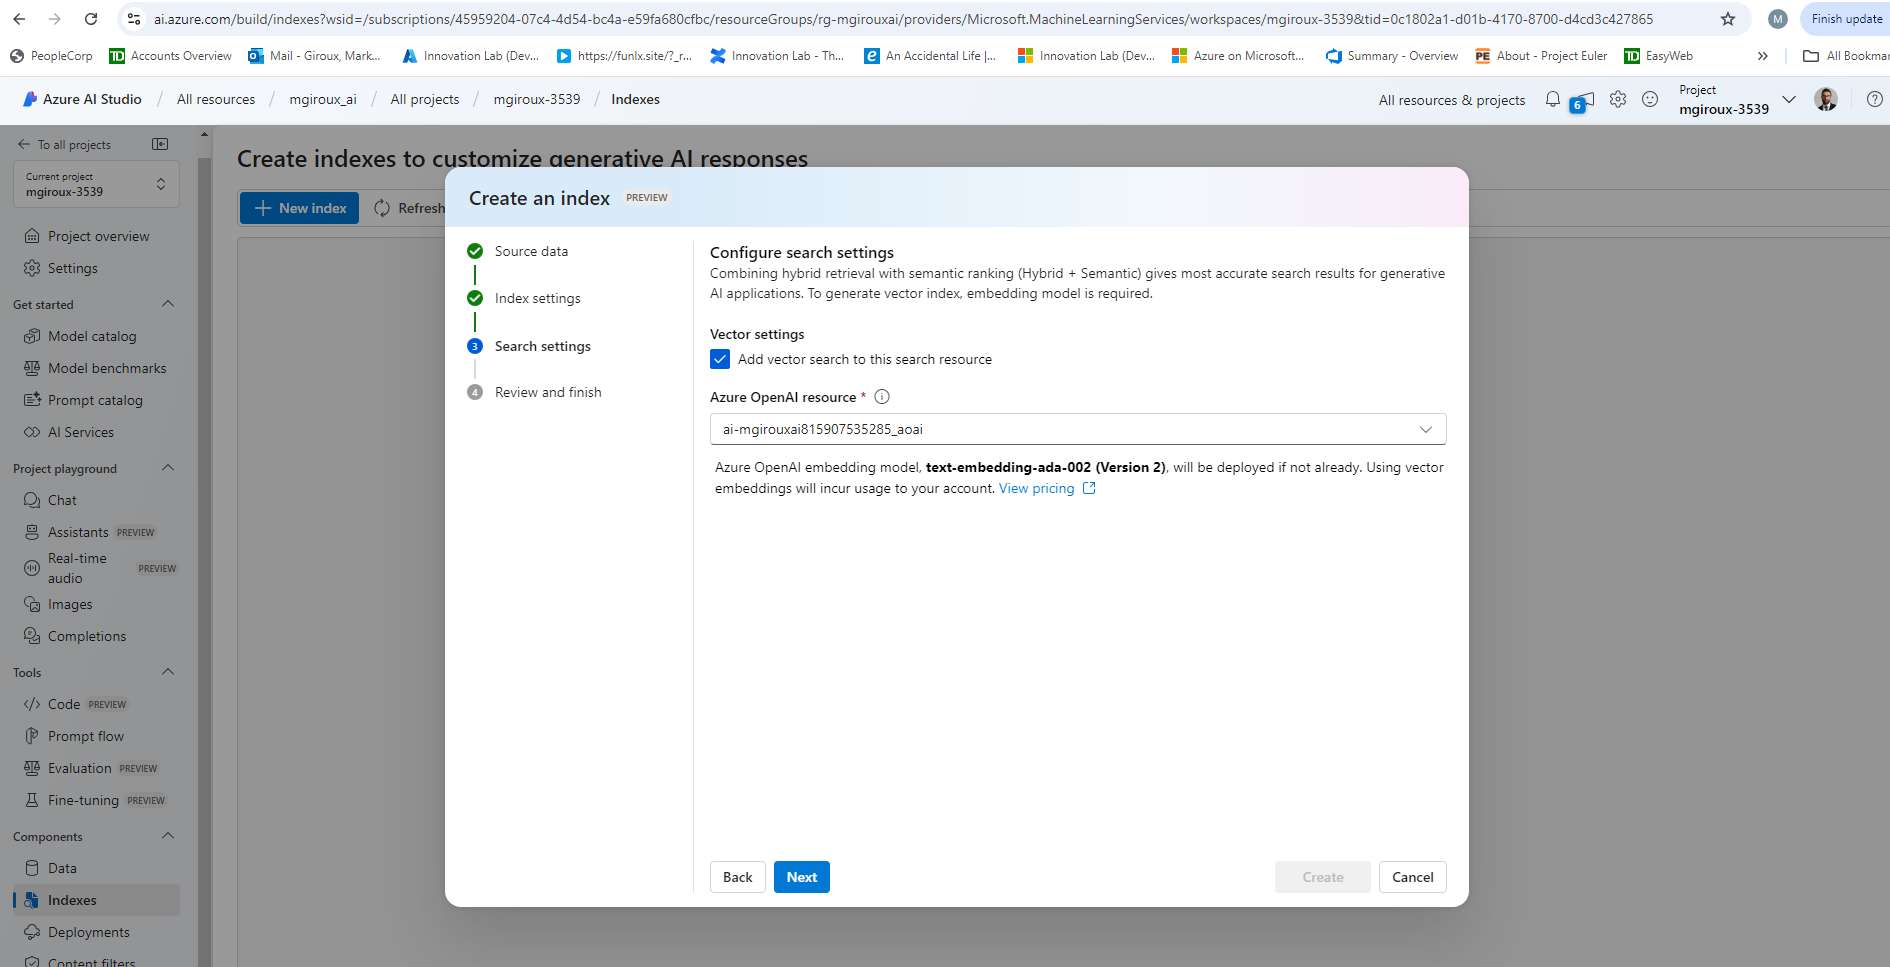 ai.azure.com/build/indexes?wsid=/subscriptions/45959204-07c4-4d54-bc4a-e59fa680cfbc/resourceGroups/rg-mgirouxai/providers/Microsoft.MachineLearningServices/workspaces/mgiroux-3539&tid=0c1802a1-d01b-4170-8700-d4cd3c427865
M
Finish update
PeopleCorp
TD Accounts Overview
Mail - Giroux, Mark...
Innovation Lab (Dev...
https://funlx.site/?_r...
Innovation Lab - Th...
An Accidental Life |...
Innovation Lab (Dev...
Azure on Microsoft...
Summary - Overview
PE About - Project Euler
TD EasyWeb
All Bookmar
Azure AI Studio / All resources / mgiroux_ai / All projects / mgiroux-3539 / Indexes
All resources & projects
6
Project
mgiroux-3539
To all projects
Current project
mgiroux-3539
Project overview
Settings
Get started
Model catalog
Model benchmarks
Prompt catalog
AI Services
Project playground
Chat
Assistants PREVIEW
Real-time
audio
PREVIEW
Images
Completions
Tools
Code PREVIEW
Prompt flow
Evaluation PREVIEW
Fine-tuning PREVIEW
Components
Data
Indexes
Deployments
Content filters
Create indexes to customize generative AI responses
New index
Refresh
Create an index PREVIEW
Source data
Index settings
3 Search settings
4 Review and finish
Configure search settings
Combining hybrid retrieval with semantic ranking (Hybrid + Semantic) gives most accurate search results for generative
AI applications. To generate vector index, embedding model is required.
Vector settings
Add vector search to this search resource
Azure OpenAI resource *
ai-mgirouxai815907535285_aoai
Azure OpenAI embedding model, text-embedding-ada-002 (Version 2), will be deployed if not already. Using vector
embeddings will incur usage to your account. View pricing
Back
Next
Create
Cancel